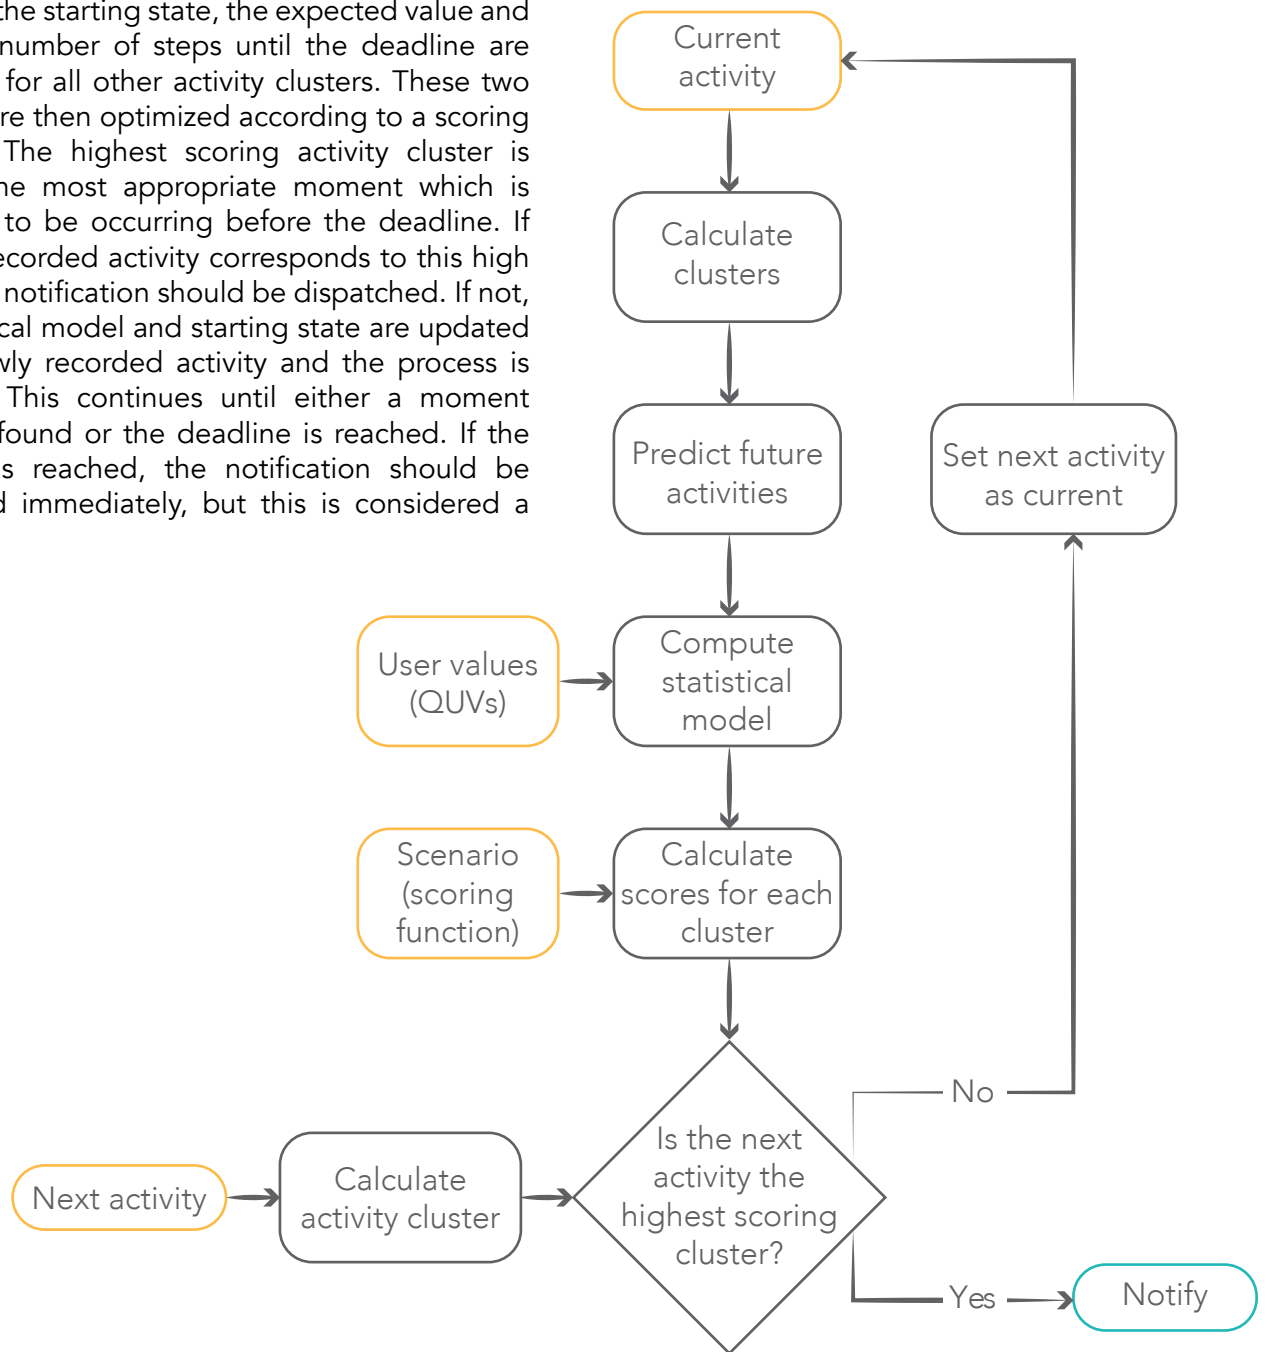 the starting state, the expected value and
number of steps until the deadline are
for all other activity clusters. These two
re then optimized according to a scoring
The highest scoring activity cluster is
he most appropriate moment which is
to be occurring before the deadline. If
ecorded activity corresponds to this high
notification should be dispatched. If not,
cal model and starting state are updated
wly recorded activity and the process is
This continues until either a moment
found or the deadline is reached. If the
s reached, the notification should be
d immediately, but this is considered a
Current
activity
Calculate
clusters
Predict future
activities
Set next activity
as current
User values
(QUVs)
Compute
statistical
model
Scenario
(scoring
function)
Calculate
scores for each
cluster
No
Next activity
Calculate
activity cluster
Is the next
activity the
highest scoring
cluster?
Yes
Notify